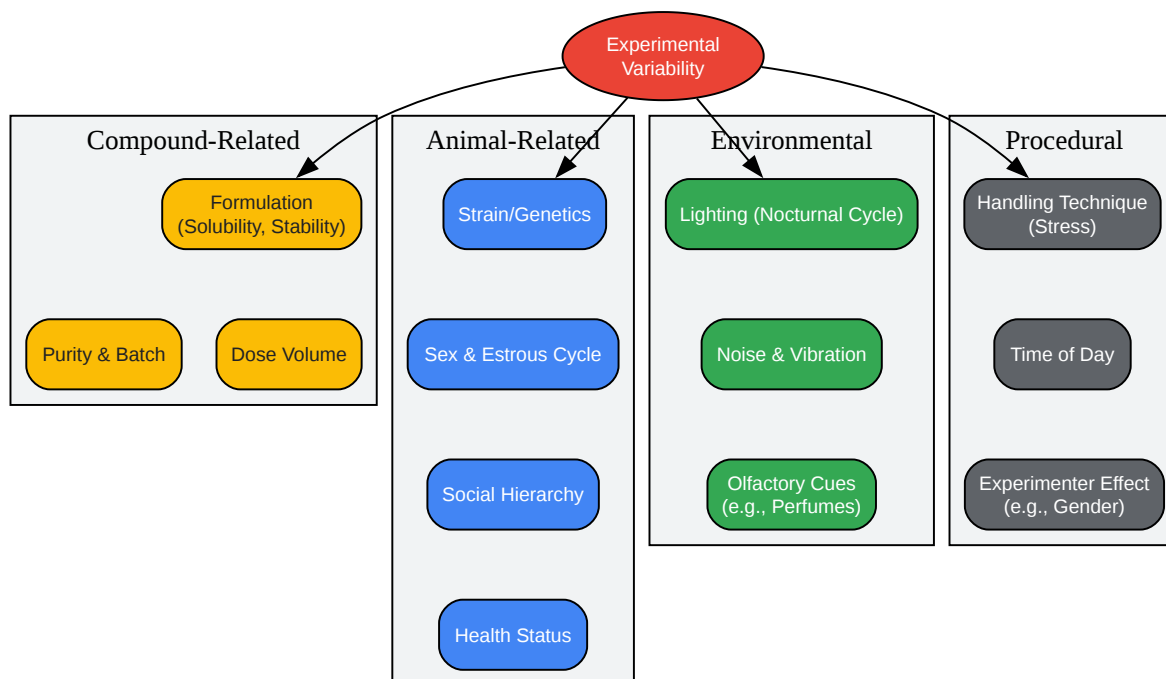 Experimental
Variability
Compound-Related
Formulation
(Solubility, Stability)
Purity & Batch
Dose Volume
Animal-Related
Strain/Genetics
Sex & Estrous Cycle
Social Hierarchy
Health Status
Environmental
Lighting (Nocturnal Cycle)
Noise & Vibration
Olfactory Cues
(e.g., Perfumes)
Procedural
Handling Technique
(Stress)
Time of Day
Experimenter Effect
(e.g., Gender)